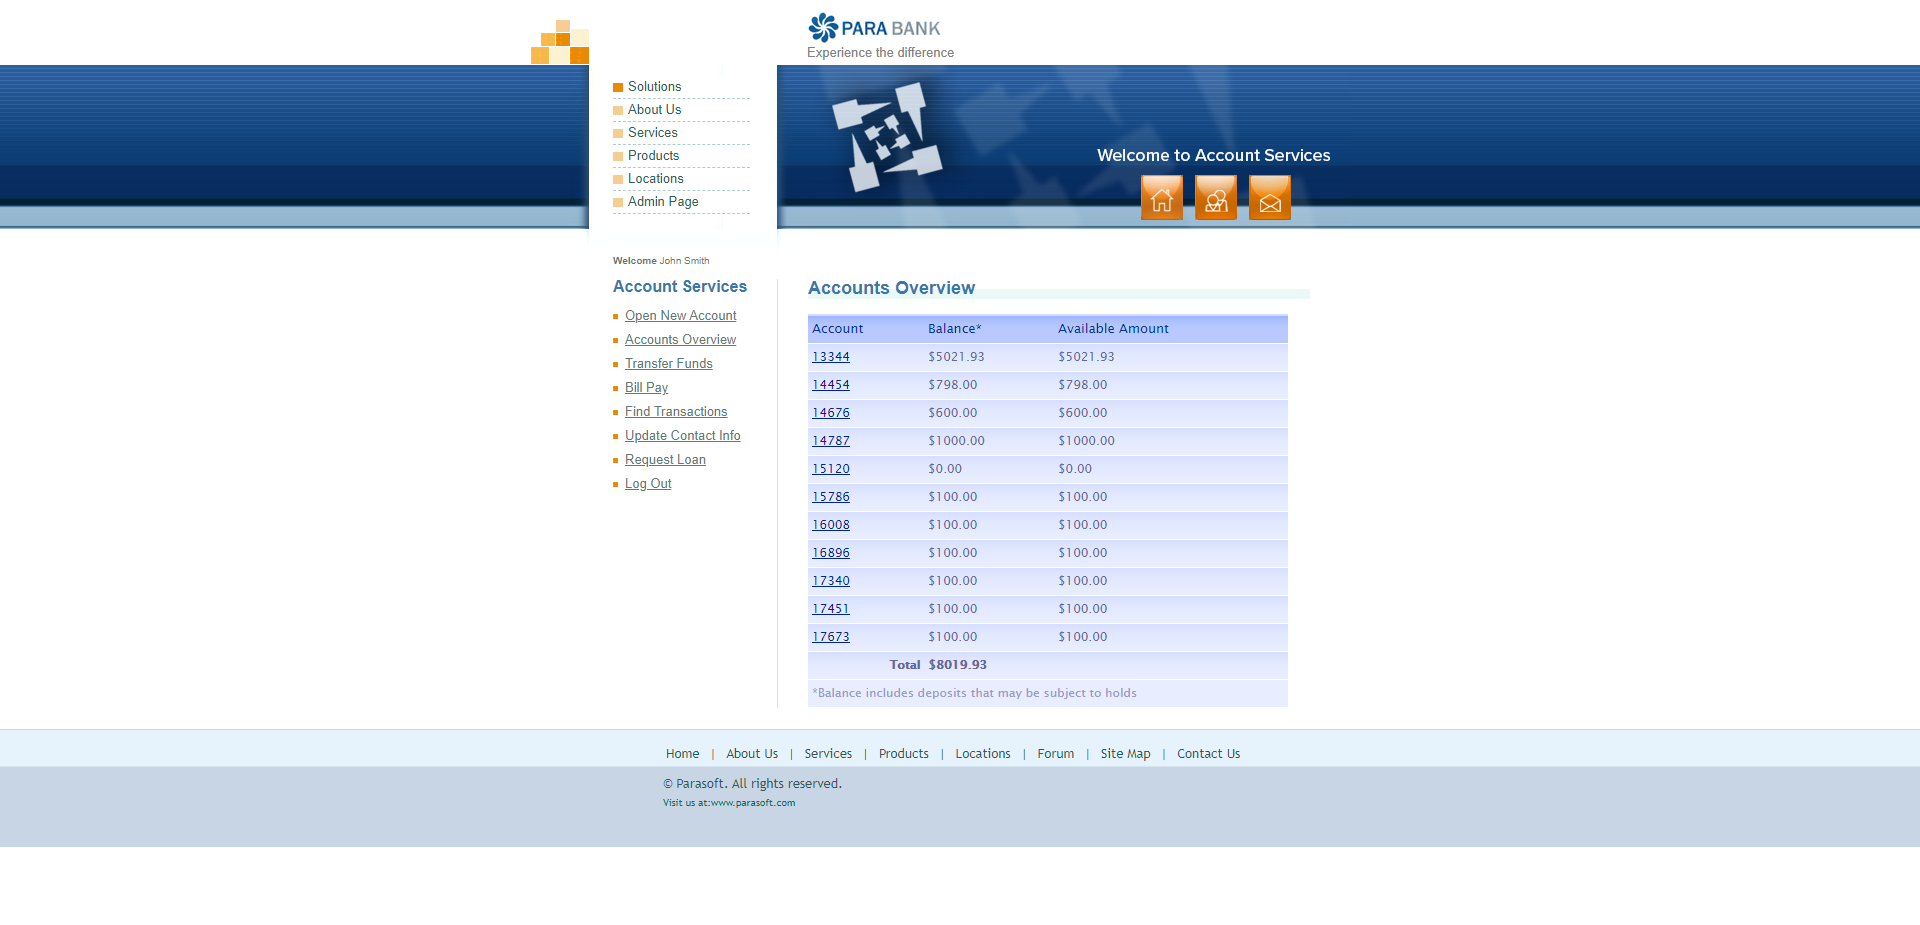 PARA BANK
Experience the difference
Solutions
About Us
Services
Products
Locations
Admin Page
Welcome to Account Services
Welcome John Smith
Account Services
Open New Account
Accounts Overview
Transfer Funds
Bill Pay
Find Transactions
Update Contact Info
Request Loan
Log Out
Accounts Overview
Account Balance* Available Amount
13344 $5021.93 $5021.93
14454 $798.00 $798.00
14676 $600.00 $600.00
14787 $1000.00 $1000.00
15120 $0.00 $0.00
15786 $100.00 $100.00
16008 $100.00 $100.00
16896 $100.00 $100.00
17340 $100.00 $100.00
17451 $100.00 $100.00
17673 $100.00 $100.00
Total $8019.93
*Balance includes deposits that may be subject to holds
Home | About Us | Services | Products | Locations | Forum | Site Map | Contact Us
© Parasoft. All rights reserved.
Visit us at:www.parasoft.com